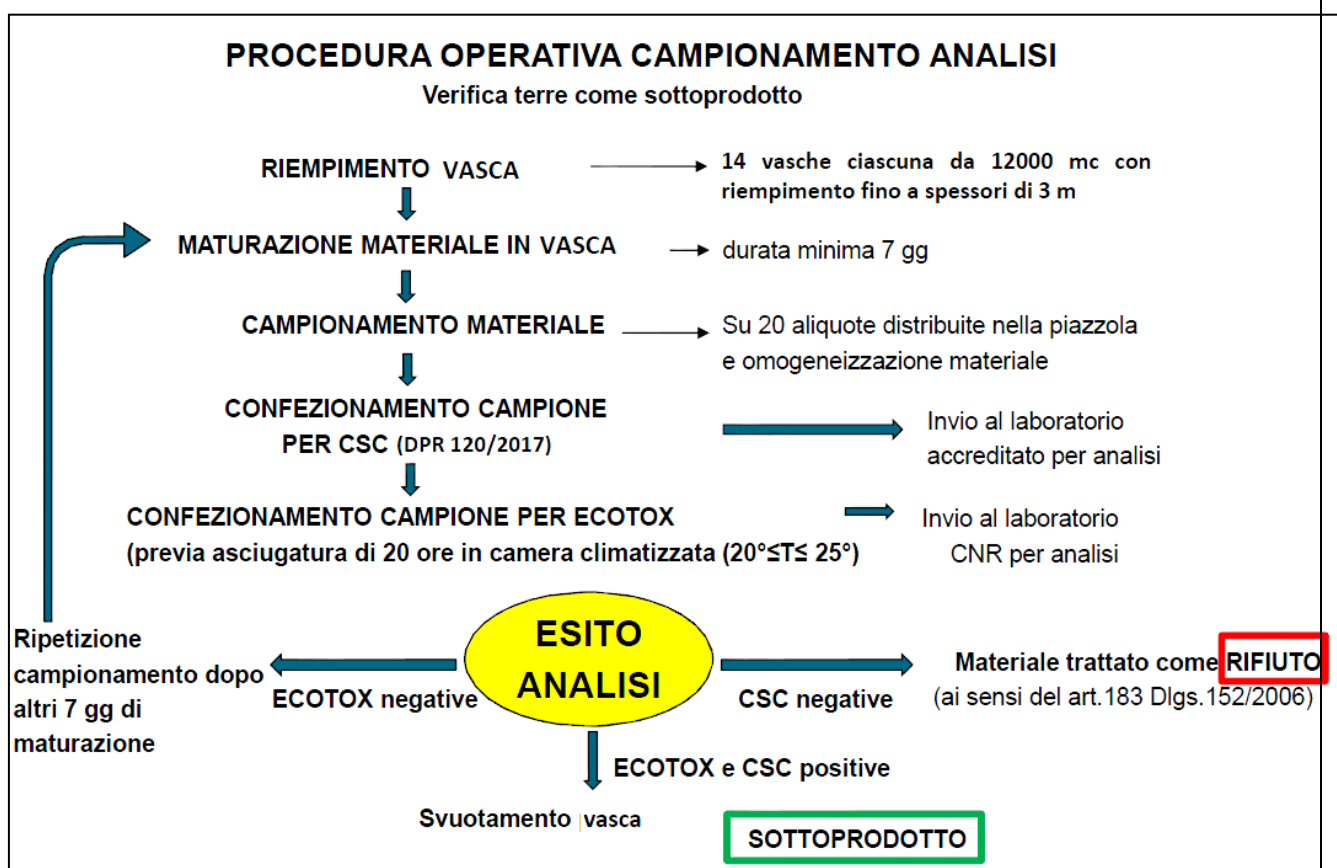 PROCEDURA OPERATIVA CAMPIONAMENTO ANALISI
Verifica terre come sottoprodotto
RIEMPIMENTO VASCA
14 vasche ciascuna da 12000 mc con
riempimento fino a spessori di 3 m
MATURAZIONE MATERIALE IN VASCA
durata minima 7 gg
CAMPIONAMENTO MATERIALE
Su 20 aliquote distribuite nella piazzola
e omogeneizzazione materiale
CONFEZIONAMENTO CAMPIONE
PER CSC (DPR 120/2017)
Invio al laboratorio
accreditato per analisi
CONFEZIONAMENTO CAMPIONE PER ECOTOX
(previa asciugatura di 20 ore in camera climatizzata (20°≤T≤ 25°)
Invio al laboratorio
CNR per analisi
ESITO
ANALISI
Ripetizione
campionamento dopo
altri 7 gg di
maturazione
ECOTOX negative
CSC negative
Materiale trattato come RIFIUTO
(ai sensi del art.183 Dlgs.152/2006)
ECOTOX e CSC positive
Svuotamento vasca
SOTTOPRODOTTO